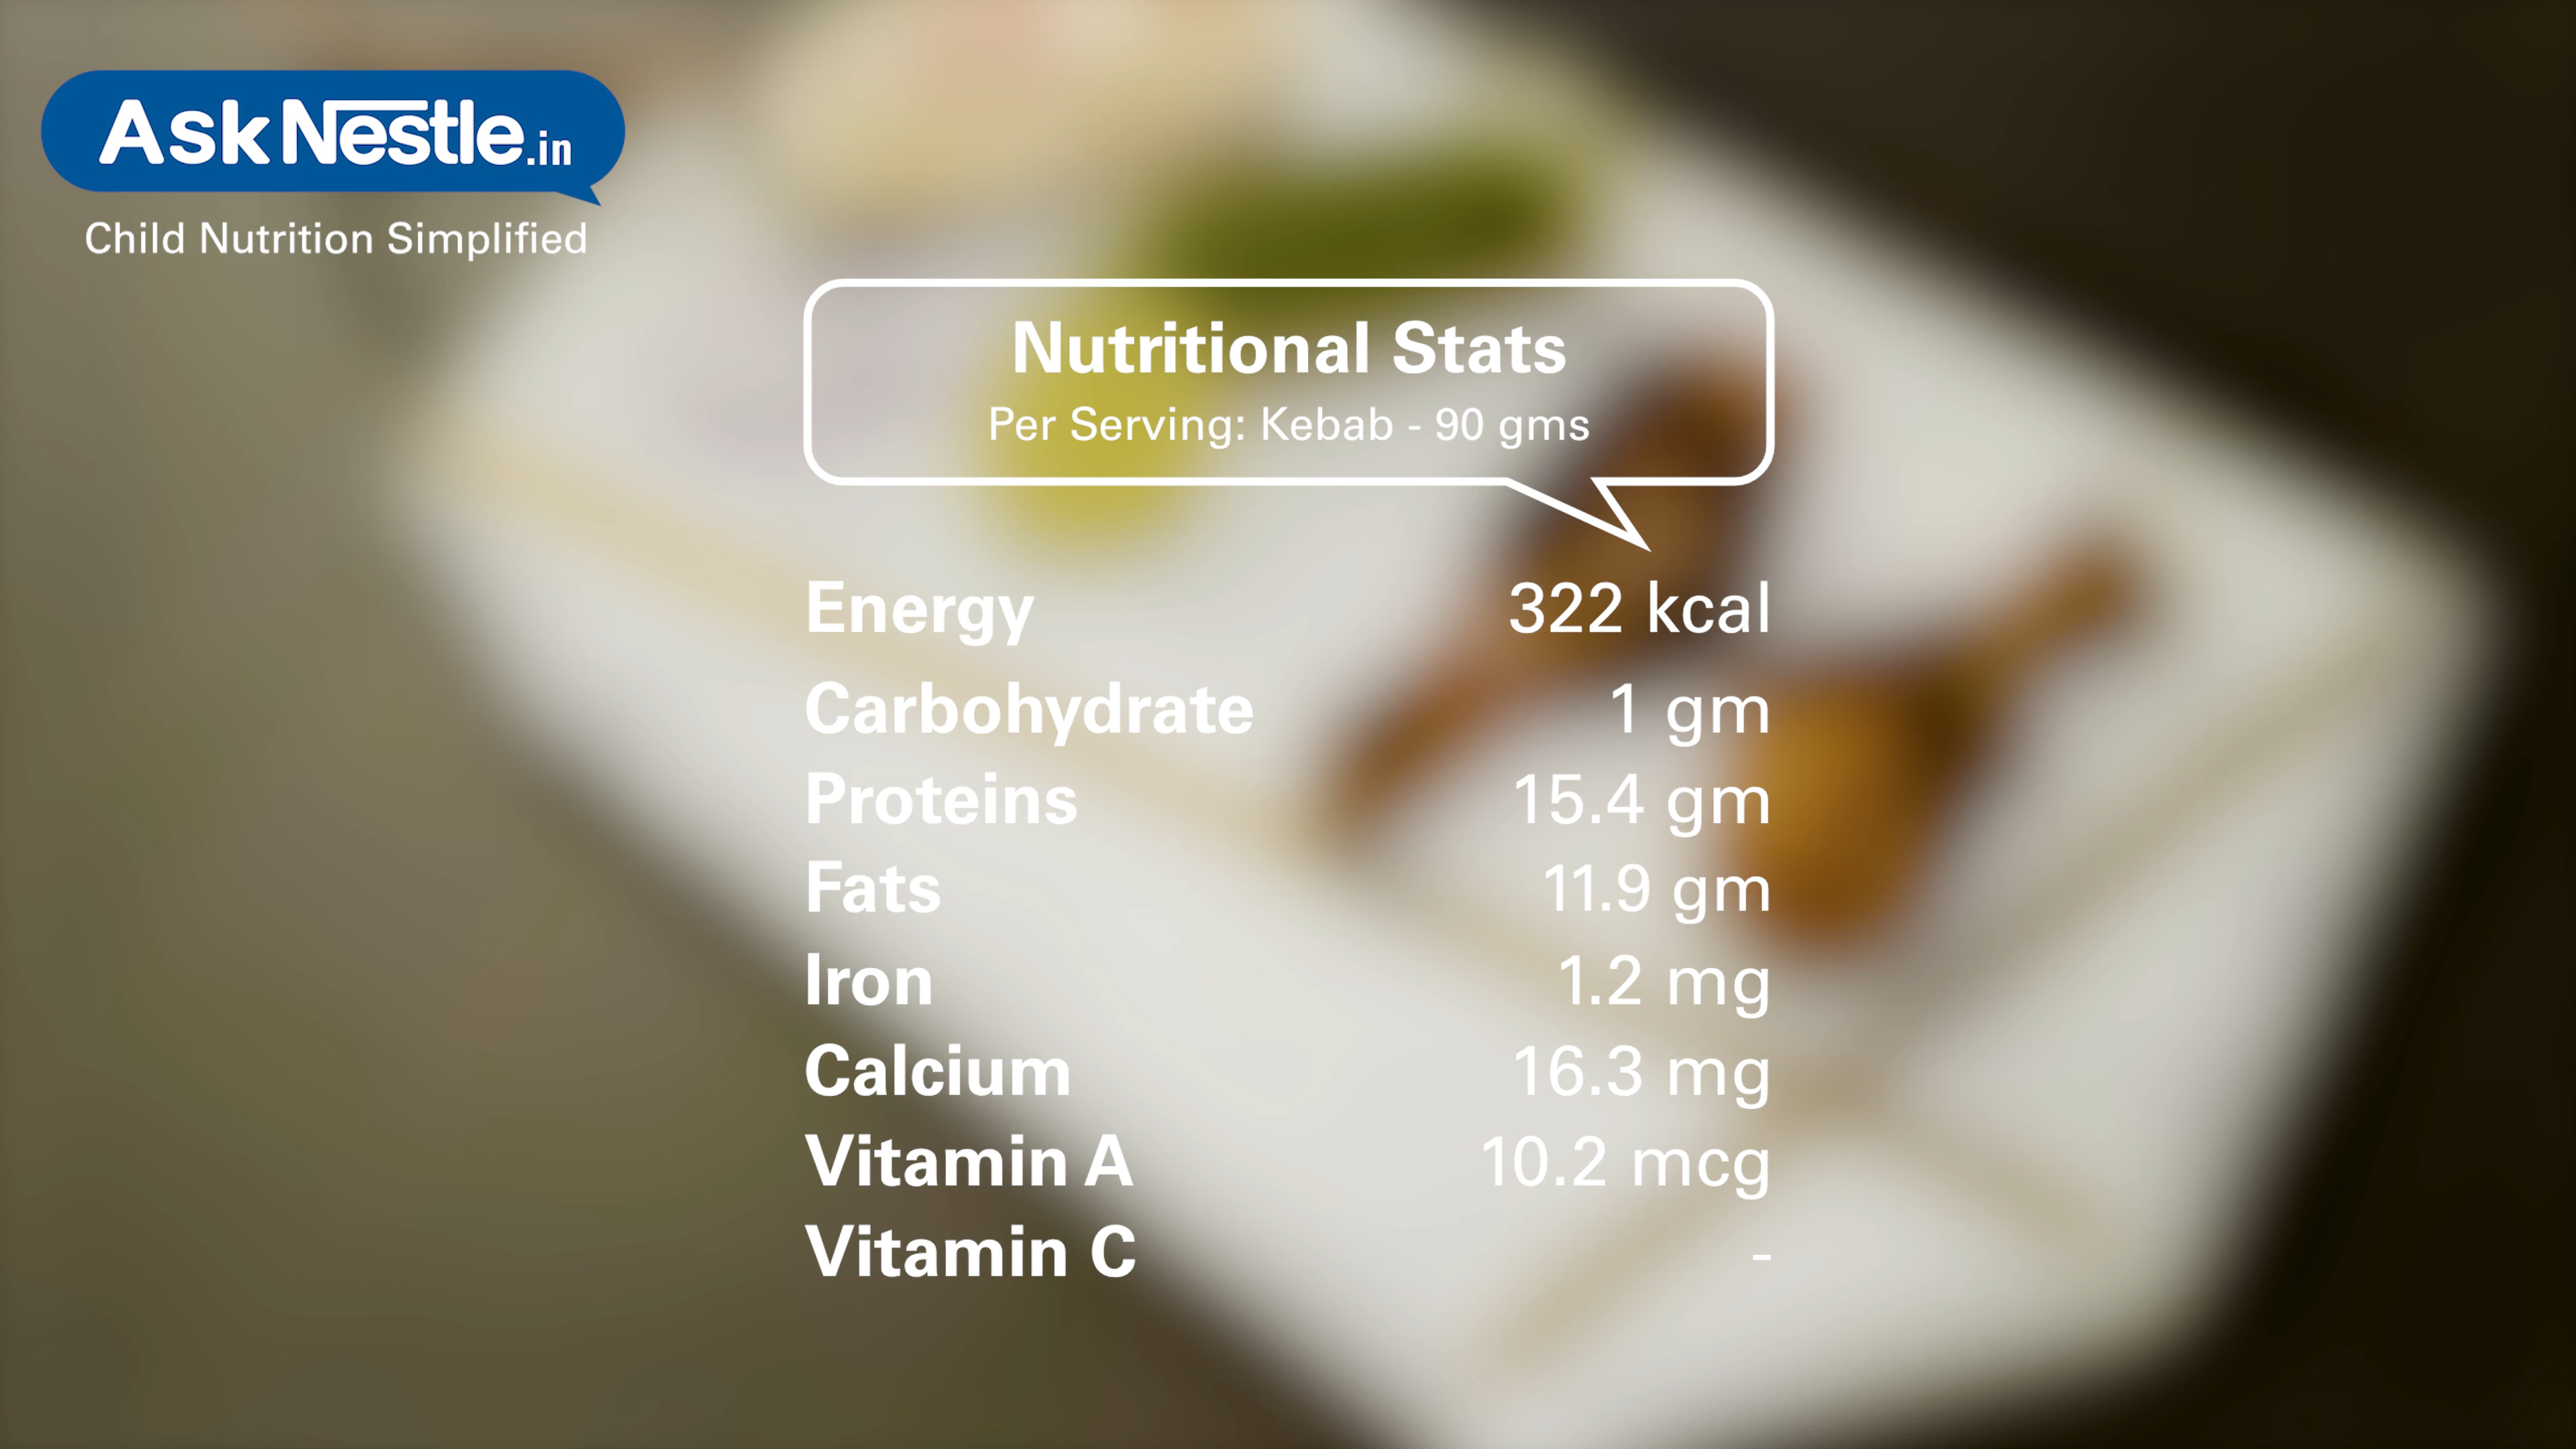 AskNestle.in
Child Nutrition Simplified
Nutritional Stats
Per Serving: Kebab - 90 gms
Energy 322 kcal
Carbohydrate 1 gm
Proteins 15.4 gm
Fats 11.9 gm
Iron 1.2 mg
Calcium 16.3 mg
Vitamin A 10.2 mcg
Vitamin C -